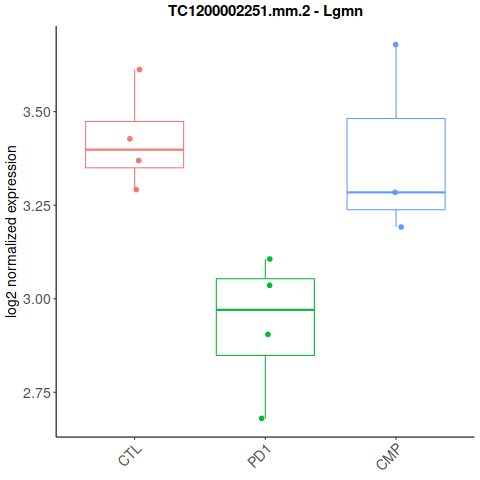 TC1200002251.mm.2 - Lgmn
log2 normalized expression
3.50
3.25
3.00
2.75
CTL
PD1
CMP